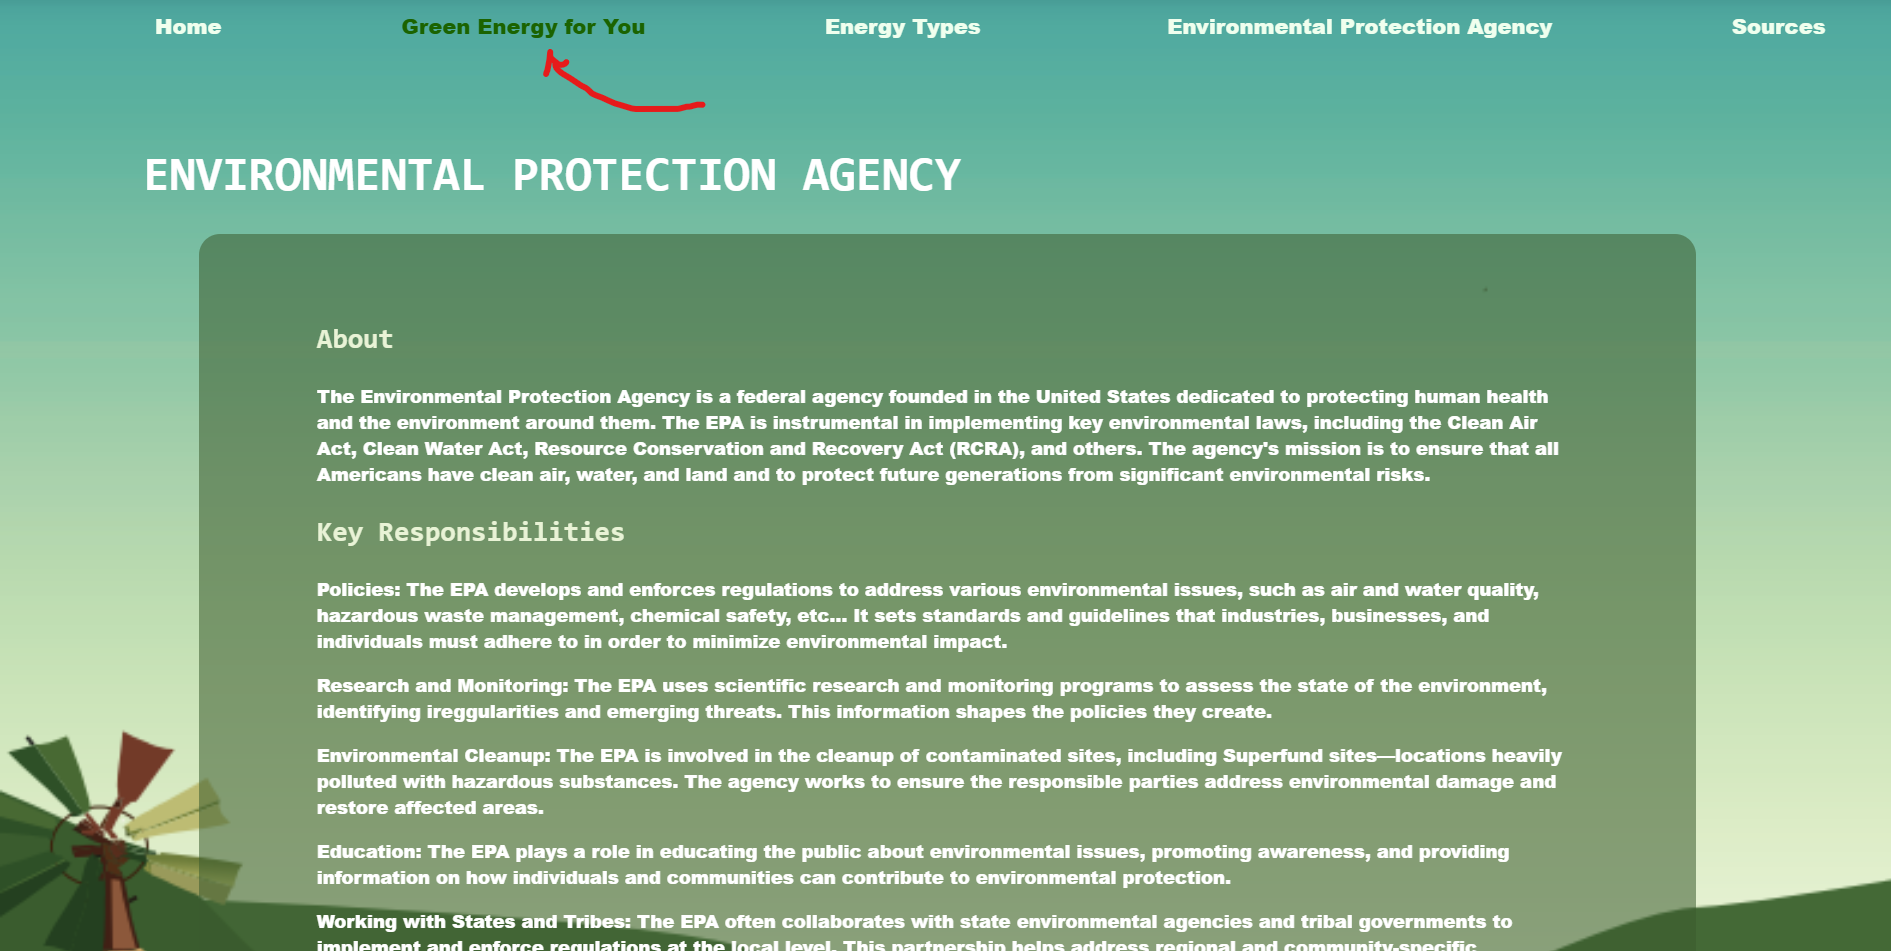 Home Green Energy for You Energy Types Environmental Protection Agency Sources
ENVIRONMENTAL PROTECTION AGENCY
About
The Environmental Protection Agency is a federal agency founded in the United States dedicated to protecting human health
and the environment around them. The EPA is instrumental in implementing key environmental laws, including the Clean Air
Act, Clean Water Act, Resource Conservation and Recovery Act (RCRA), and others. The agency's mission is to ensure that all
Americans have clean air, water, and land and to protect future generations from significant environmental risks.
Key Responsibilities
Policies: The EPA develops and enforces regulations to address various environmental issues, such as air and water quality,
hazardous waste management, chemical safety, etc... It sets standards and guidelines that industries, businesses, and
individuals must adhere to in order to minimize environmental impact.
Research and Monitoring: The EPA uses scientific research and monitoring programs to assess the state of the environment,
identifying ireggularities and emerging threats. This information shapes the policies they create.
Environmental Cleanup: The EPA is involved in the cleanup of contaminated sites, including Superfund sites—locations heavily
polluted with hazardous substances. The agency works to ensure the responsible parties address environmental damage and
restore affected areas.
Education: The EPA plays a role in educating the public about environmental issues, promoting awareness, and providing
information on how individuals and communities can contribute to environmental protection.
Working with States and Tribes: The EPA often collaborates with state environmental agencies and tribal governments to
implement and enforce regulations at the local level. This partnership helps address regional and community-specific